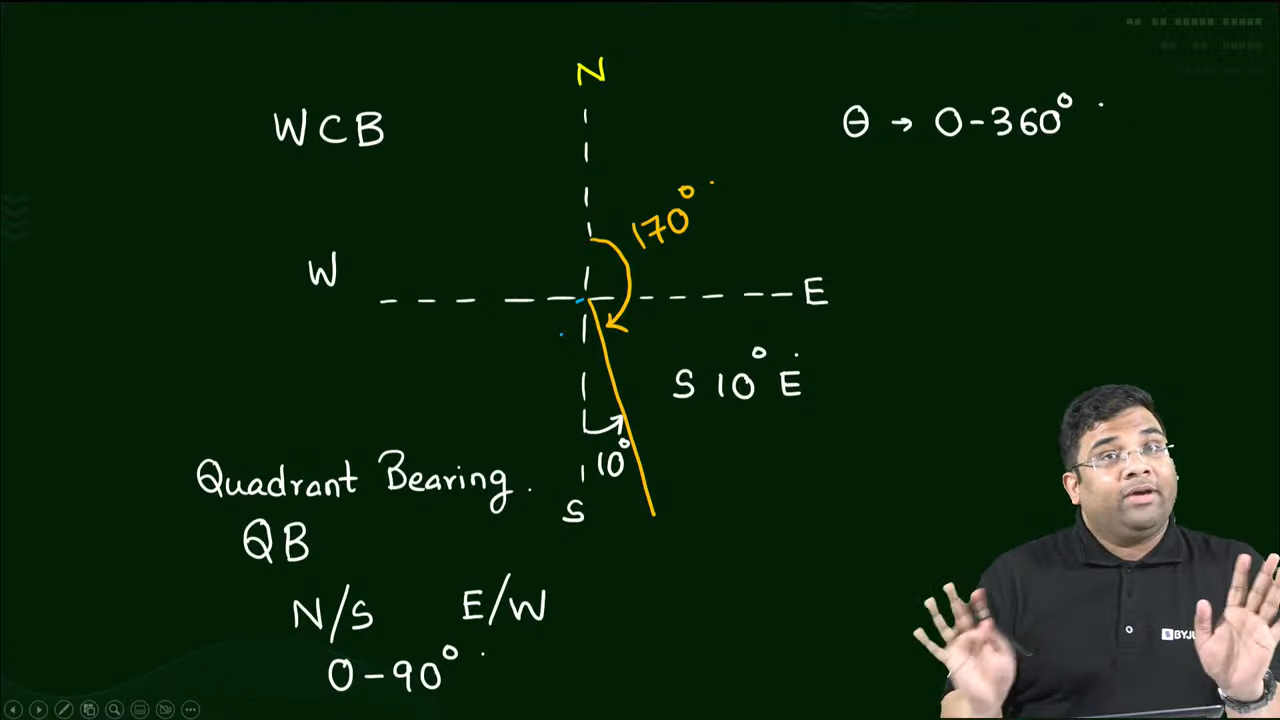 N
WCB
θ → 0-360°
170°
W
E
S 10° E
10°
Quadrant Bearing.
S
QB
N/S E/W
0-90°